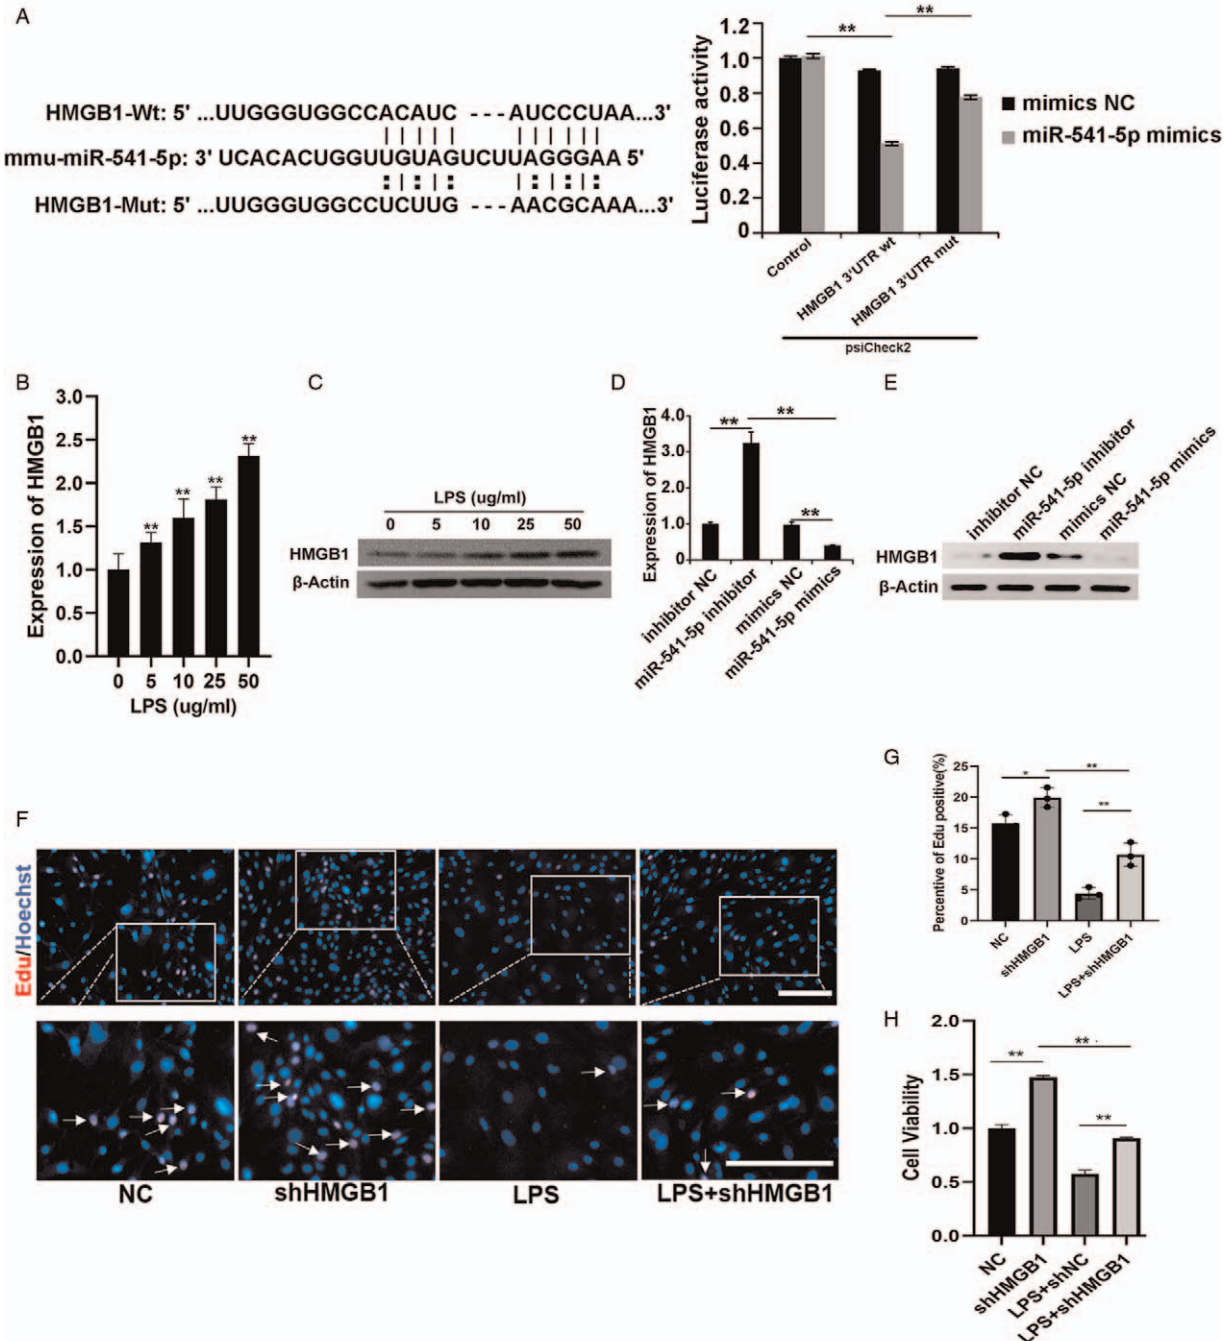 A
HMGB1-Wt: 5' ...UUGGGUGGCCACAUC ---AUCCCUAA...3'
mmu-miR-541-5p: 3' UCACACUGGUUGUAGUCUUAGGGAA 5'
HMGB1-Mut: 5' ...UUGGGUGGCCUCUUG ---AACGCAAA...3'
Luciferase activity
1.2
1.0
0.8
0.6
0.4
0.2
0
**
**
mimics NC
miR-541-5p mimics
Control
HMGB1 3'UTR wt
HMGB1 3'UTR mut
psiCheck2
B
Expression of HMGB1
3.0
2.5
2.0
1.5
1.0
0.5
0.0
**
**
**
**
0 5 10 25 50
LPS (ug/ml)
C
LPS (ug/ml)
0 5 10 25 50
HMGB1
β-Actin
D
Expression of HMGB1
4.0
3.0
2.0
1.0
0
**
**
**
inhibitor NC
miR-541-5p inhibitor
mimics NC
miR-541-5p mimics
E
inhibitor NC
miR-541-5p inhibitor
mimics NC
miR-541-5p mimics
HMGB1
β-Actin
F
Edu/Hoechst
NC shHMGB1 LPS LPS+shHMGB1
G
Percentive of Edu positive(%)
25
20
15
10
5
0
*
**
**
NC
shHMGB1
LPS
LPS+shHMGB1
H
Cell Viability
2.0
1.5
1.0
0.5
0.0
**
**
**
NC
shHMGB1
LPS+shNC
LPS+shHMGB1